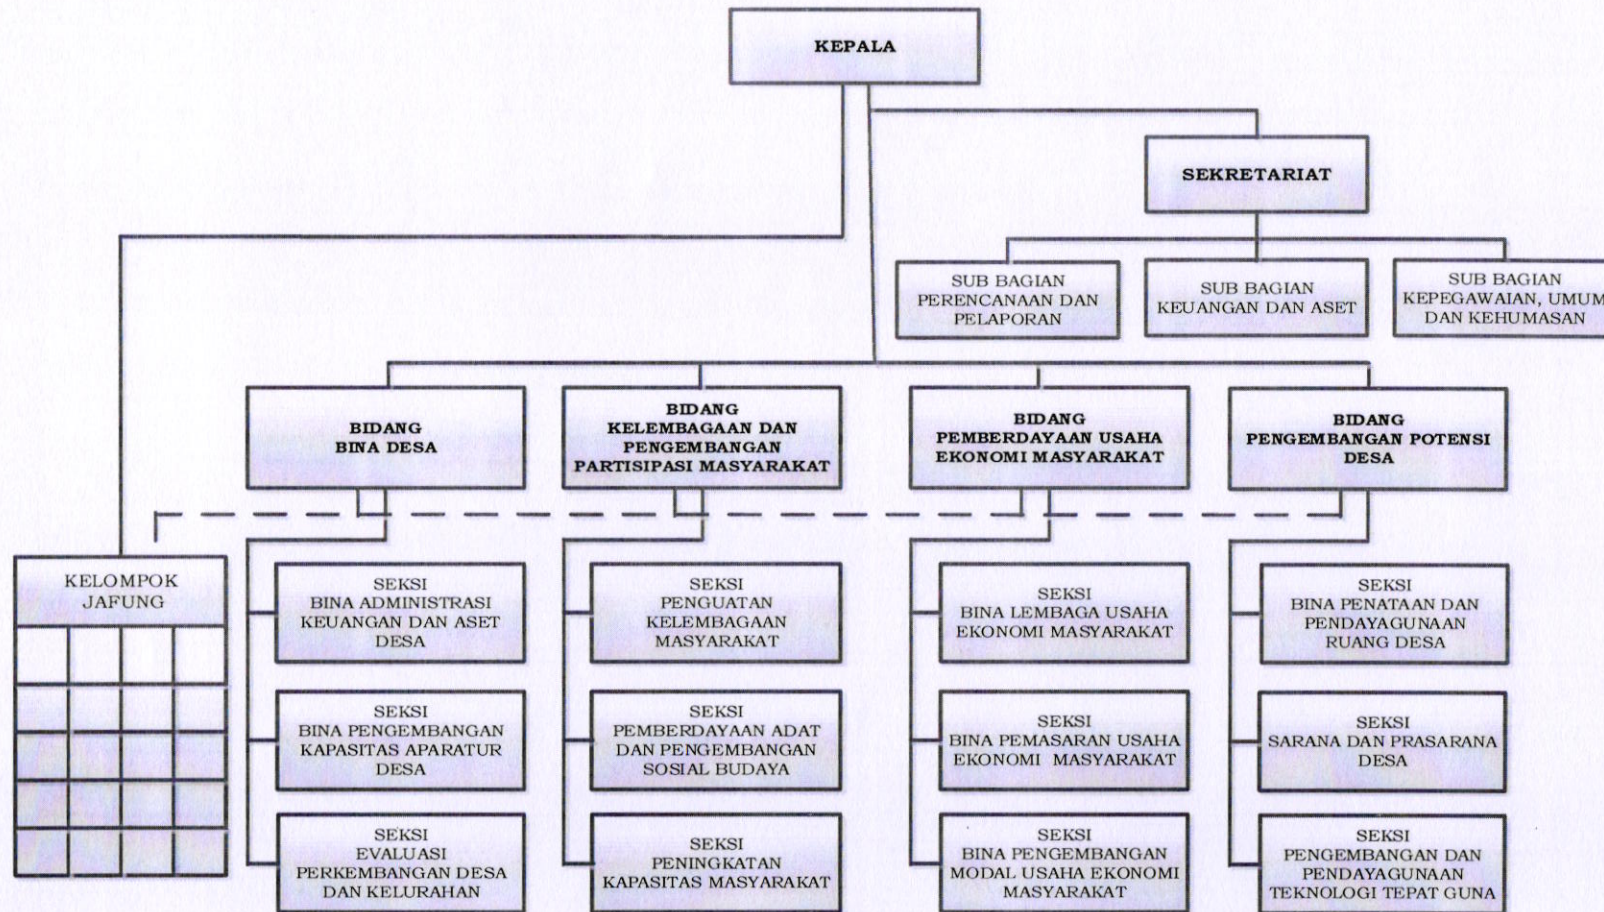 KEPALA
SEKRETARIAT
SUB BAGIAN
PERENCANAAN DAN
PELAPORAN
SUB BAGIAN
KEUANGAN DAN ASET
SUB BAGIAN
KEPEGAWAIAN, UMUM
DAN KEHUMASAN
BIDANG
BINA DESA
BIDANG
KELEMBAGAAN DAN
PENGEMBANGAN
PARTISIPASI MASYARAKAT
BIDANG
PEMBERDAYAAN USAHA
EKONOMI MASYARAKAT
BIDANG
PENGEMBANGAN POTENSI
DESA
KELOMPOK
JAFUNG
SEKSI
BINA ADMINISTRASI
KEUANGAN DAN ASET
DESA
SEKSI
PENGUATAN
KELEMBAGAAN
MASYARAKAT
SEKSI
BINA LEMBAGA USAHA
EKONOMI MASYARAKAT
SEKSI
BINA PENATAAN DAN
PENDAYAGUNAAN
RUANG DESA
SEKSI
BINA PENGEMBANGAN
KAPASITAS APARATUR
DESA
SEKSI
PEMBERDAYAAN ADAT
DAN PENGEMBANGAN
SOSIAL BUDAYA
SEKSI
BINA PEMASARAN USAHA
EKONOMI MASYARAKAT
SEKSI
SARANA DAN PRASARANA
DESA
SEKSI
EVALUASI
PERKEMBANGAN DESA
DAN KELURAHAN
SEKSI
PENINGKATAN
KAPASITAS MASYARAKAT
SEKSI
BINA PENGEMBANGAN
MODAL USAHA EKONOMI
MASYARAKAT
SEKSI
PENGEMBANGAN DAN
PENDAYAGUNAAN
TEKNOLOGI TEPAT GUNA